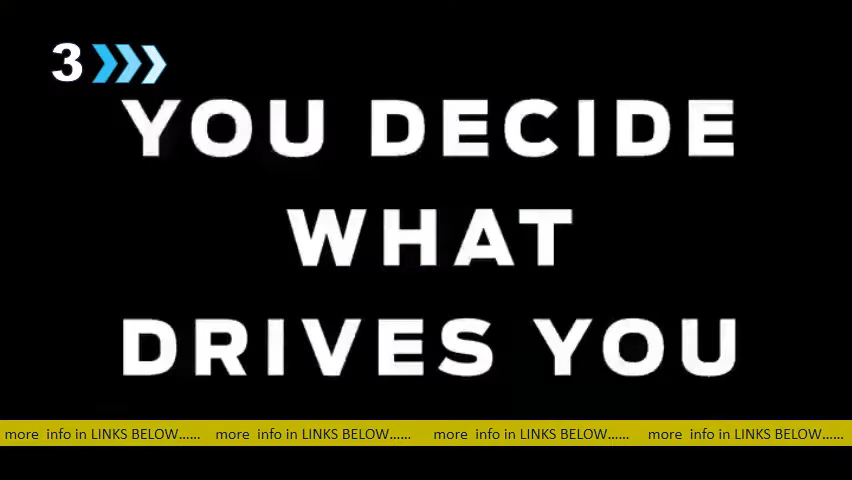 3
YOU DECIDE
WHAT
DRIVES YOU
more  info in LINKS BELOW...... more  info in LINKS BELOW...... more  info in LINKS BELOW...... more  info in LINKS BELOW......